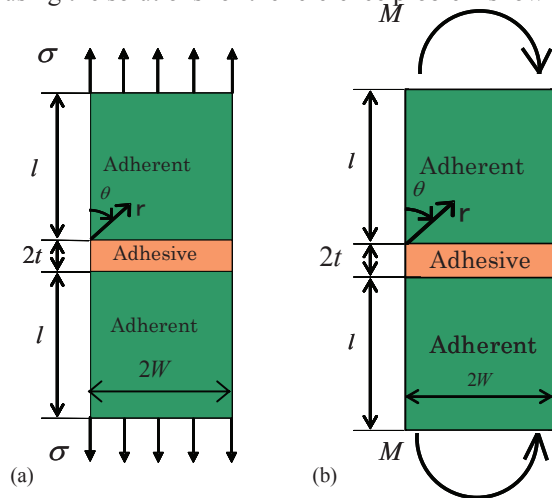 σ
l
Adherent
θ
r
2t
Adhesive
l
Adherent
2W
σ
(a)
M
l
Adherent
θ
r
2t
Adhesive
l
Adherent
2W
M
(b)